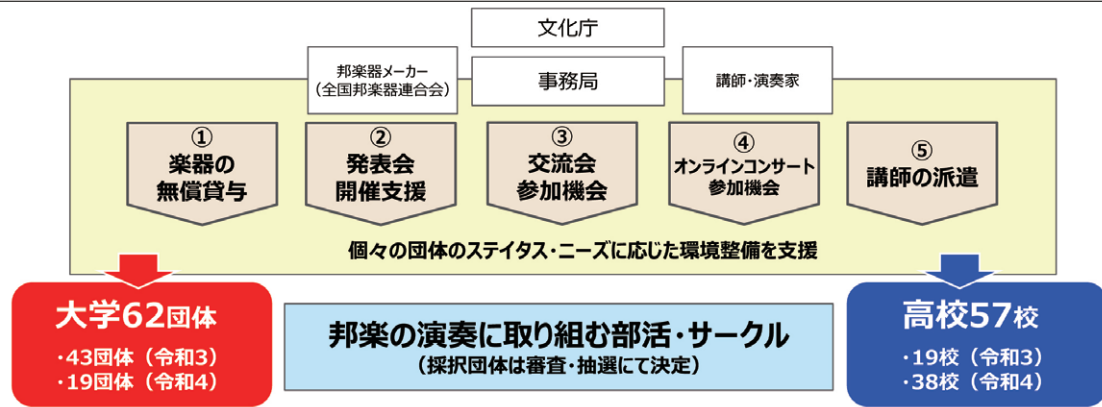 文化庁
邦楽器メーカー
(全国邦楽器連合会)
事務局
講師・演奏家
①
楽器の
無償貸与
②
発表会
開催支援
③
交流会
参加機会
④
オンラインコンサート
参加機会
⑤
講師の派遣
個々の団体のステイタス・ニーズに応じた環境整備を支援
大学62団体
・43団体（令和3）
・19団体（令和4）
邦楽の演奏に取り組む部活・サークル
（採択団体は審査・抽選にて決定）
高校57校
・19校（令和3）
・38校（令和4）